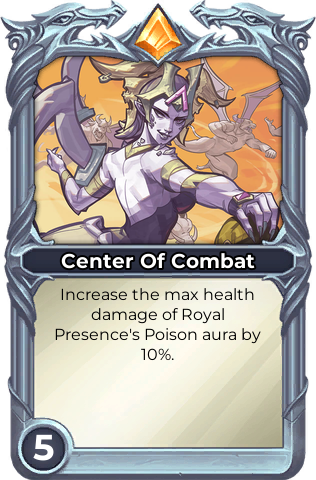 Center Of Combat
Increase the max health
damage of Royal
Presence's Poison aura by
10%.
5